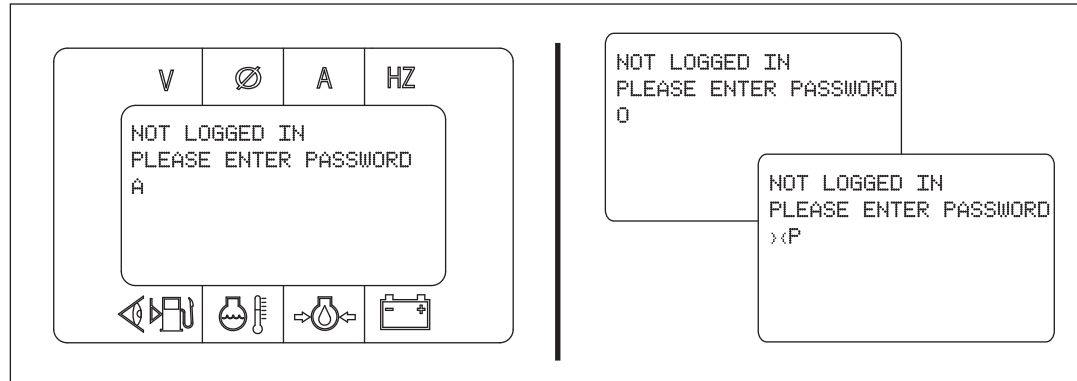 V Ø A HZ
NOT LOGGED IN
PLEASE ENTER PASSWORD
A
- +
NOT LOGGED IN
PLEASE ENTER PASSWORD
O
NOT LOGGED IN
PLEASE ENTER PASSWORD
>‹P